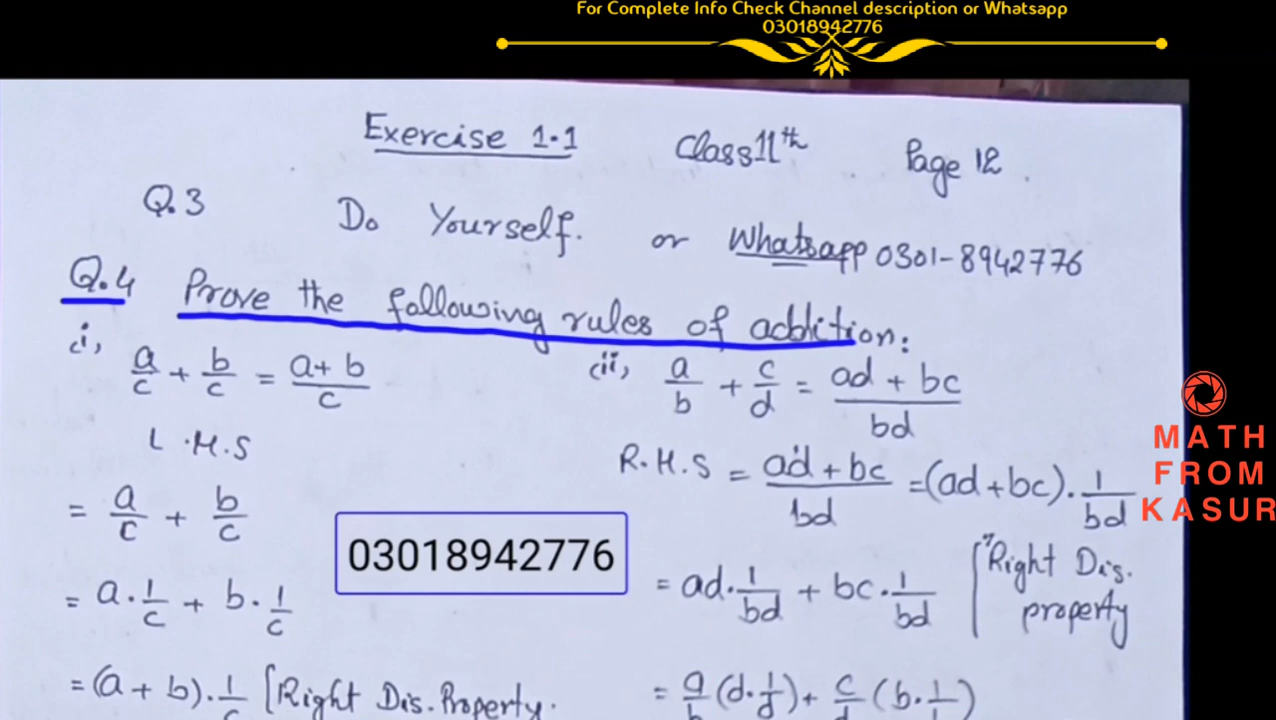 For Complete Info Check Channel description or Whatsapp
03018942776
Exercise 1.1 Class 11th Page 12
Q.3 Do Yourself. or Whatsapp 0301-8942776
Q.4 Prove the following rules of addition:
(i) a/c + b/c = a+b/c
(ii) a/b + c/d = ad + bc/bd
L.H.S
= a/c + b/c
= a.1/c + b.1/c
= (a + b).1/c [Right Dis. Property.
R.H.S = ad + bc/bd = (ad + bc).1/bd
= ad.1/bd + bc.1/bd [Right Dis. property
= a/b (d.1/d) + c/d (b.1/
03018942776
MATH
FROM
KASUR